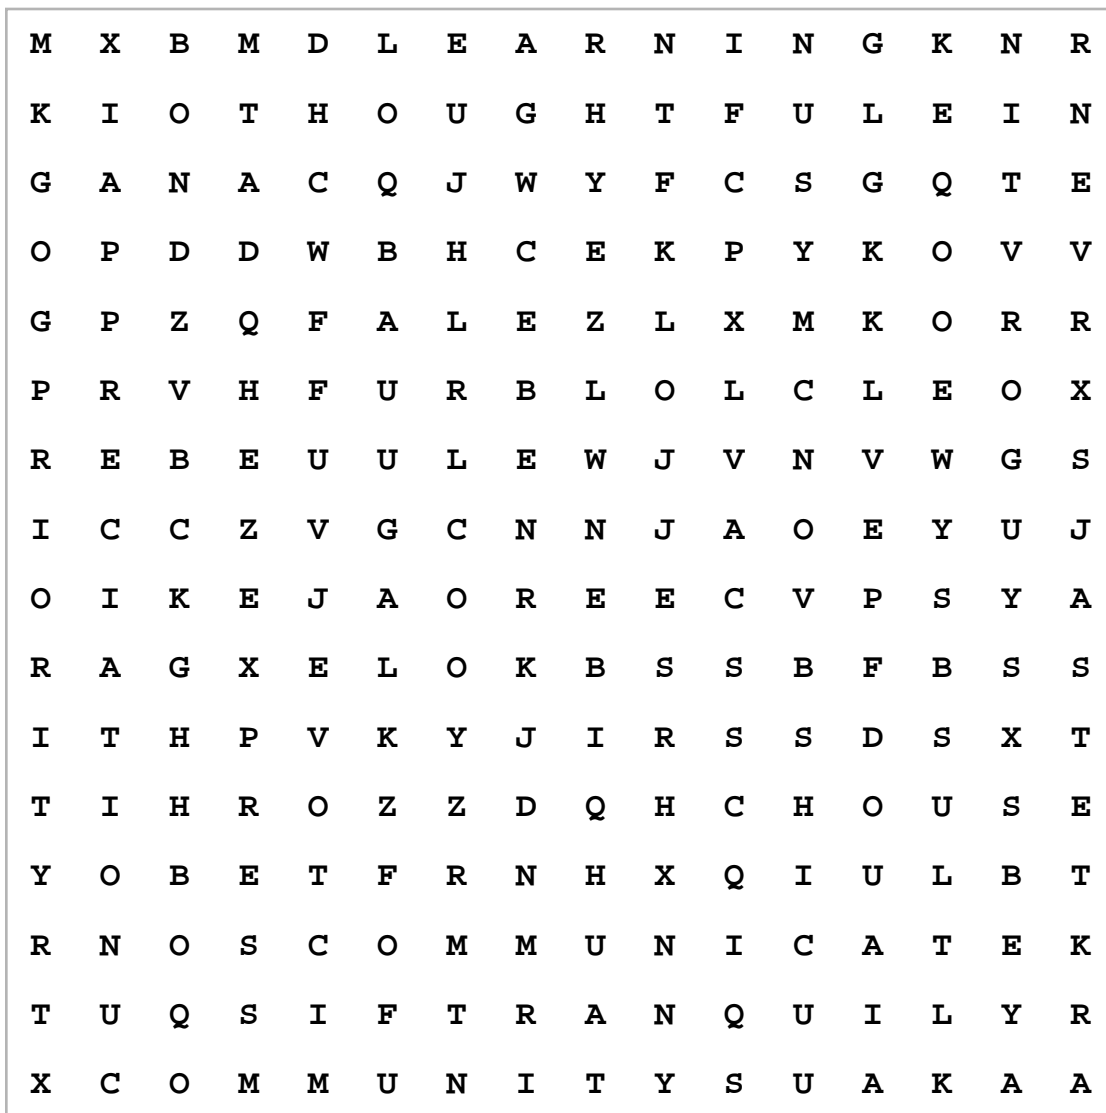 M X B M D L E A R N I N G K N R
K I O T H O U G H T F U L E I N
G A N A C Q J W Y F C S G Q T E
O P D D W B H C E K P Y K O V V
G P Z Q F A L E Z L X M K O R R
P R V H F U R B L O L C L E O X
R E B E U U L E W J V N V W G S
I C C Z V G C N N J A O E Y U J
O I K E J A O R E E C V P S Y A
R A G X E L O K B S S B F B S S
I T H P V K Y J I R S S D S X T
T I H R O Z Z D Q H C H O U S E
Y O B E T F R N H X Q I U L B T
R N O S C O M M U N I C A T E K
T U Q S I F T R A N Q U I L Y R
X C O M M U N I T Y S U A K A A